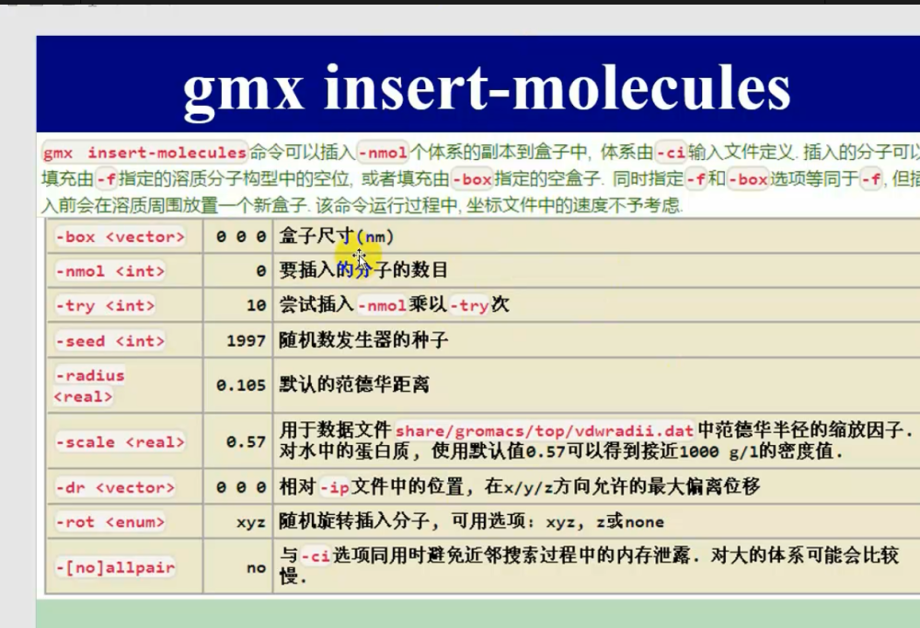 gmx insert-molecules
gmx insert-molecules命令可以插入-nmol个体系的副本到盒子中, 体系由-ci输入文件定义. 插入的分子可以
填充由-f指定的溶质分子构型中的空位, 或者填充由-box指定的空盒子. 同时指定-f和-box选项等同于-f, 但插
入前会在溶质周围放置一个新盒子. 该命令运行过程中, 坐标文件中的速度不予考虑.
-box <vector> 0 0 0 盒子尺寸(nm)
-nmol <int> 0 要插入的分子的数目
-try <int> 10 尝试插入-nmol乘以-try次
-seed <int> 1997 随机数发生器的种子
-radius
<real> 0.105 默认的范德华距离
-scale <real> 0.57 用于数据文件share/gromacs/top/vdwradii.dat中范德华半径的缩放因子.
对水中的蛋白质, 使用默认值0.57可以得到接近1000 g/l的密度值.
-dr <vector> 0 0 0 相对-ip文件中的位置, 在x/y/z方向允许的最大偏离位移
-rot <enum> xyz 随机旋转插入分子, 可用选项: xyz, z或none
-[no]allpair no 与-ci选项同用时避免近邻搜索过程中的内存泄露. 对大的体系可能会比较
慢.